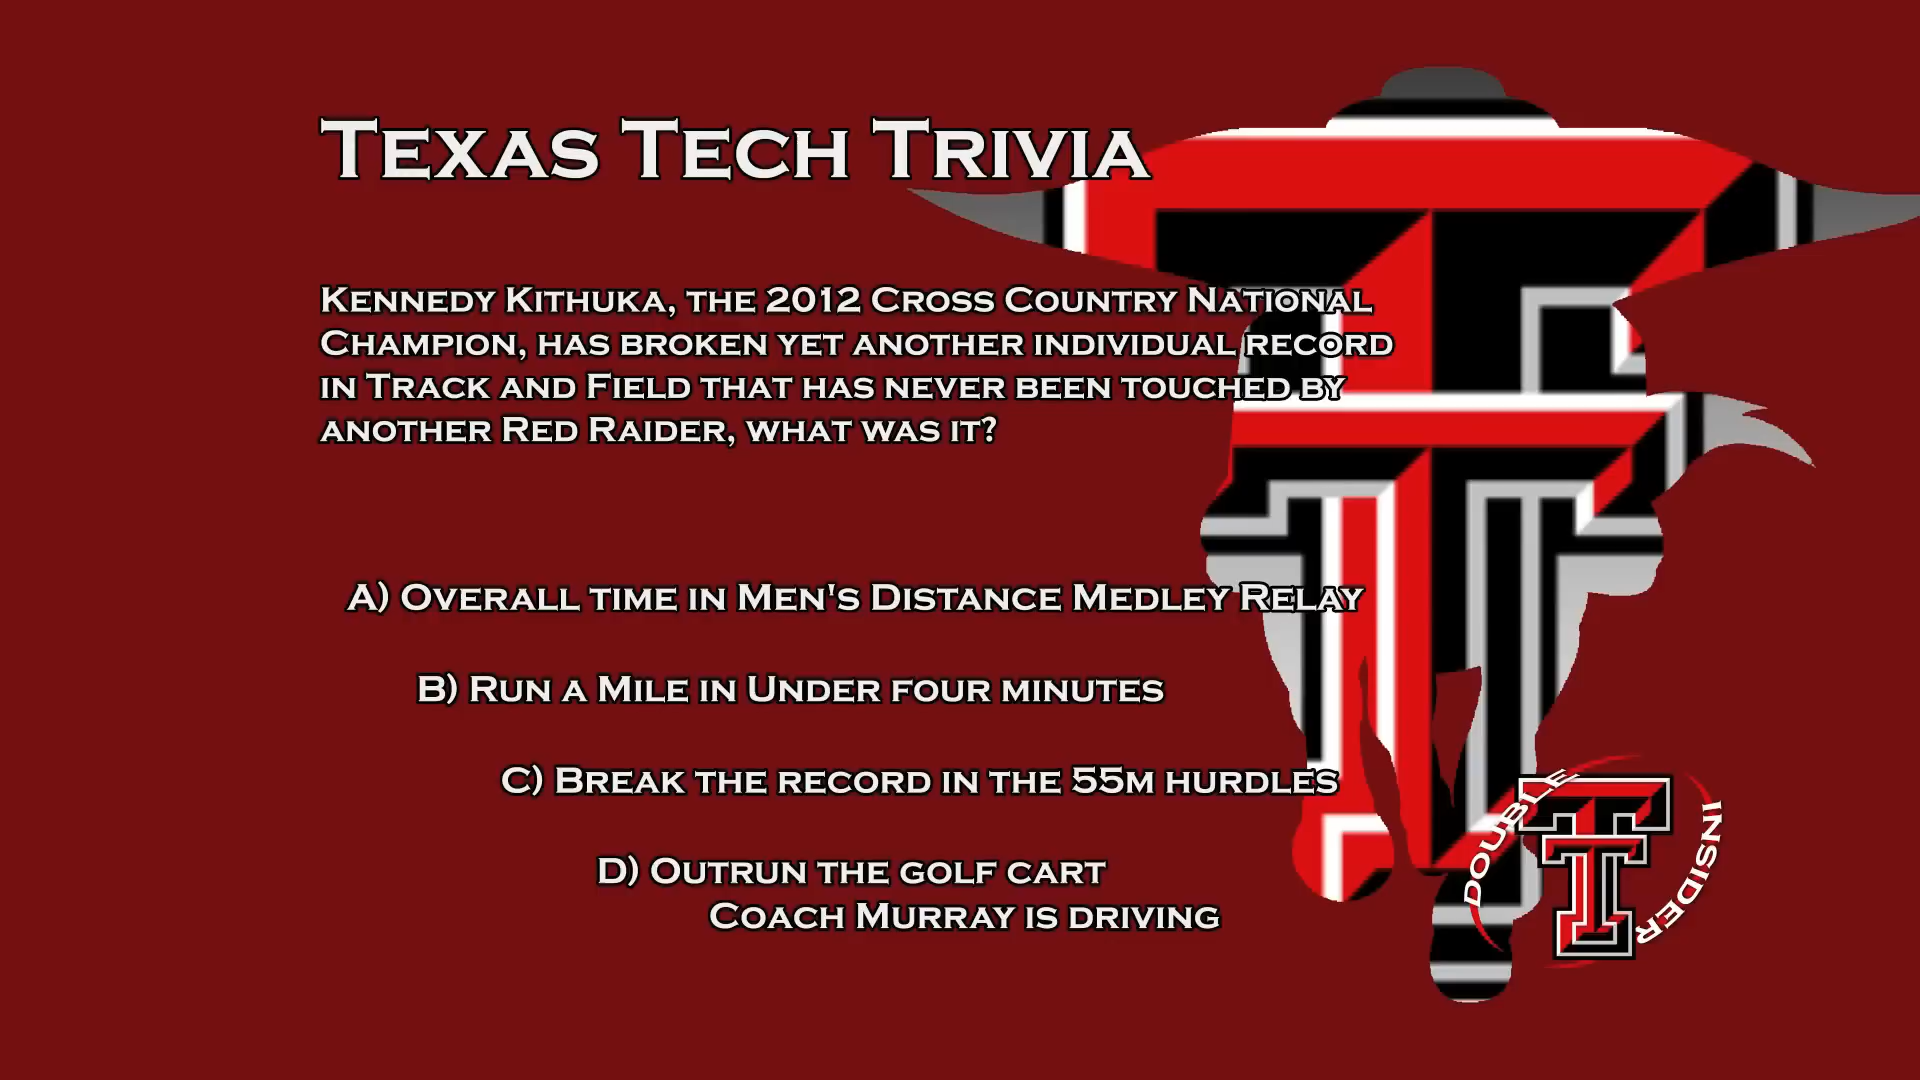 Texas Tech Trivia
Kennedy Kithuka, the 2012 Cross Country National
Champion, has broken yet another individual record
in Track and Field that has never been touched by
another Red Raider, what was it?
A) Overall time in Men's Distance Medley Relay
B) Run a Mile in Under four minutes
C) Break the record in the 55m hurdles
D) Outrun the golf cart
Coach Murray is driving
DOUBLE
T
INSIDER